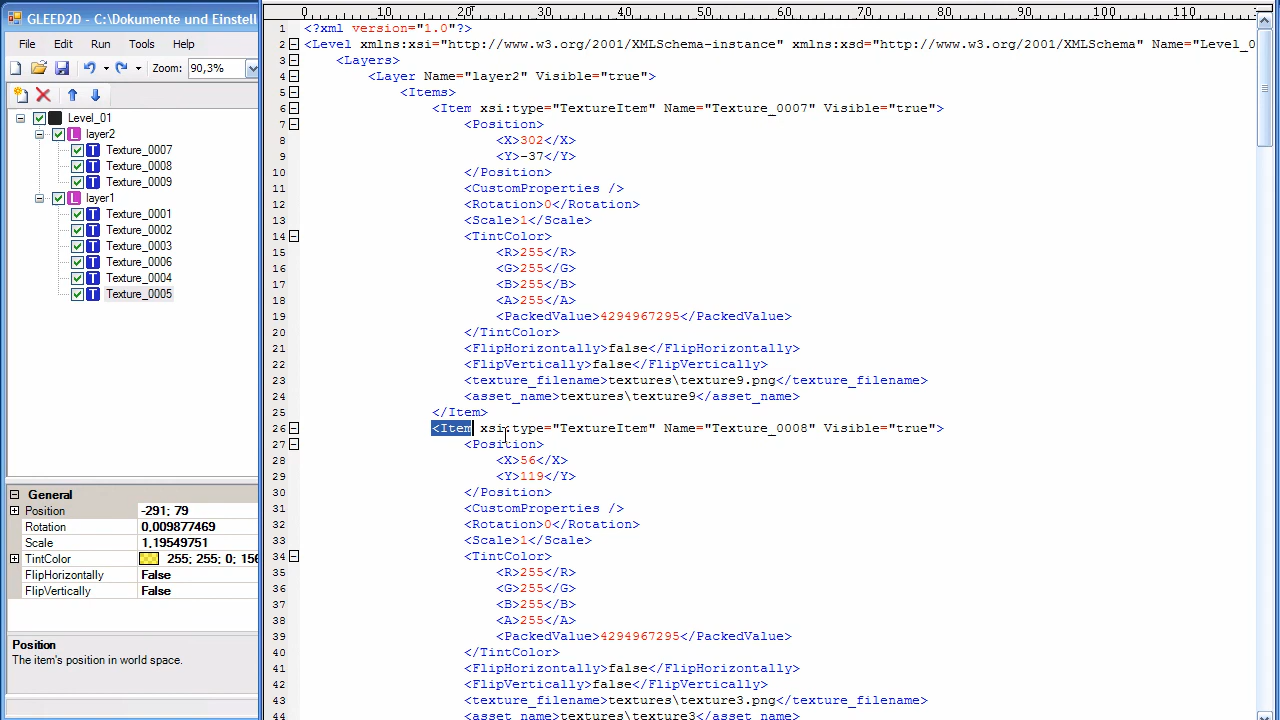 GLEED2D - C:\Dokumente und Einstell
File Edit Run Tools Help
Zoom: 90,3%
Level_01
layer2
Texture_0007
Texture_0008
Texture_0009
layer1
Texture_0001
Texture_0002
Texture_0003
Texture_0006
Texture_0004
Texture_0005
General
Position -291; 79
Rotation 0,009877469
Scale 1,19549751
TintColor 255; 255; 0; 156
FlipHorizontally False
FlipVertically False
Position
The item's position in world space.
0 10 20 30 40 50 60 70 80 90 100 110
1 <?xml version="1.0"?>
2 <Level xmlns:xsi="http://www.w3.org/2001/XMLSchema-instance" xmlns:xsd="http://www.w3.org/2001/XMLSchema" Name="Level_0
3 <Layers>
4 <Layer Name="layer2" Visible="true">
5 <Items>
6 <Item xsi:type="TextureItem" Name="Texture_0007" Visible="true">
7 <Position>
8 <X>302</X>
9 <Y>-37</Y>
10 </Position>
11 <CustomProperties />
12 <Rotation>0</Rotation>
13 <Scale>1</Scale>
14 <TintColor>
15 <R>255</R>
16 <G>255</G>
17 <B>255</B>
18 <A>255</A>
19 <PackedValue>4294967295</PackedValue>
20 </TintColor>
21 <FlipHorizontally>false</FlipHorizontally>
22 <FlipVertically>false</FlipVertically>
23 <texture_filename>textures\texture9.png</texture_filename>
24 <asset_name>textures\texture9</asset_name>
25 </Item>
26 <Item xsi:type="TextureItem" Name="Texture_0008" Visible="true">
27 <Position>
28 <X>56</X>
29 <Y>119</Y>
30 </Position>
31 <CustomProperties />
32 <Rotation>0</Rotation>
33 <Scale>1</Scale>
34 <TintColor>
35 <R>255</R>
36 <G>255</G>
37 <B>255</B>
38 <A>255</A>
39 <PackedValue>4294967295</PackedValue>
40 </TintColor>
41 <FlipHorizontally>false</FlipHorizontally>
42 <FlipVertically>false</FlipVertically>
43 <texture_filename>textures\texture3.png</texture_filename>
44 <asset_name>textures\texture3</asset_name>